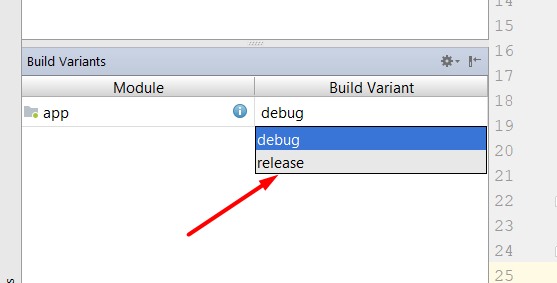 14
15
16
17
18
19
20
21
22
23
24
25
Build Variants
Module
Build Variant
app
debug
debug
release